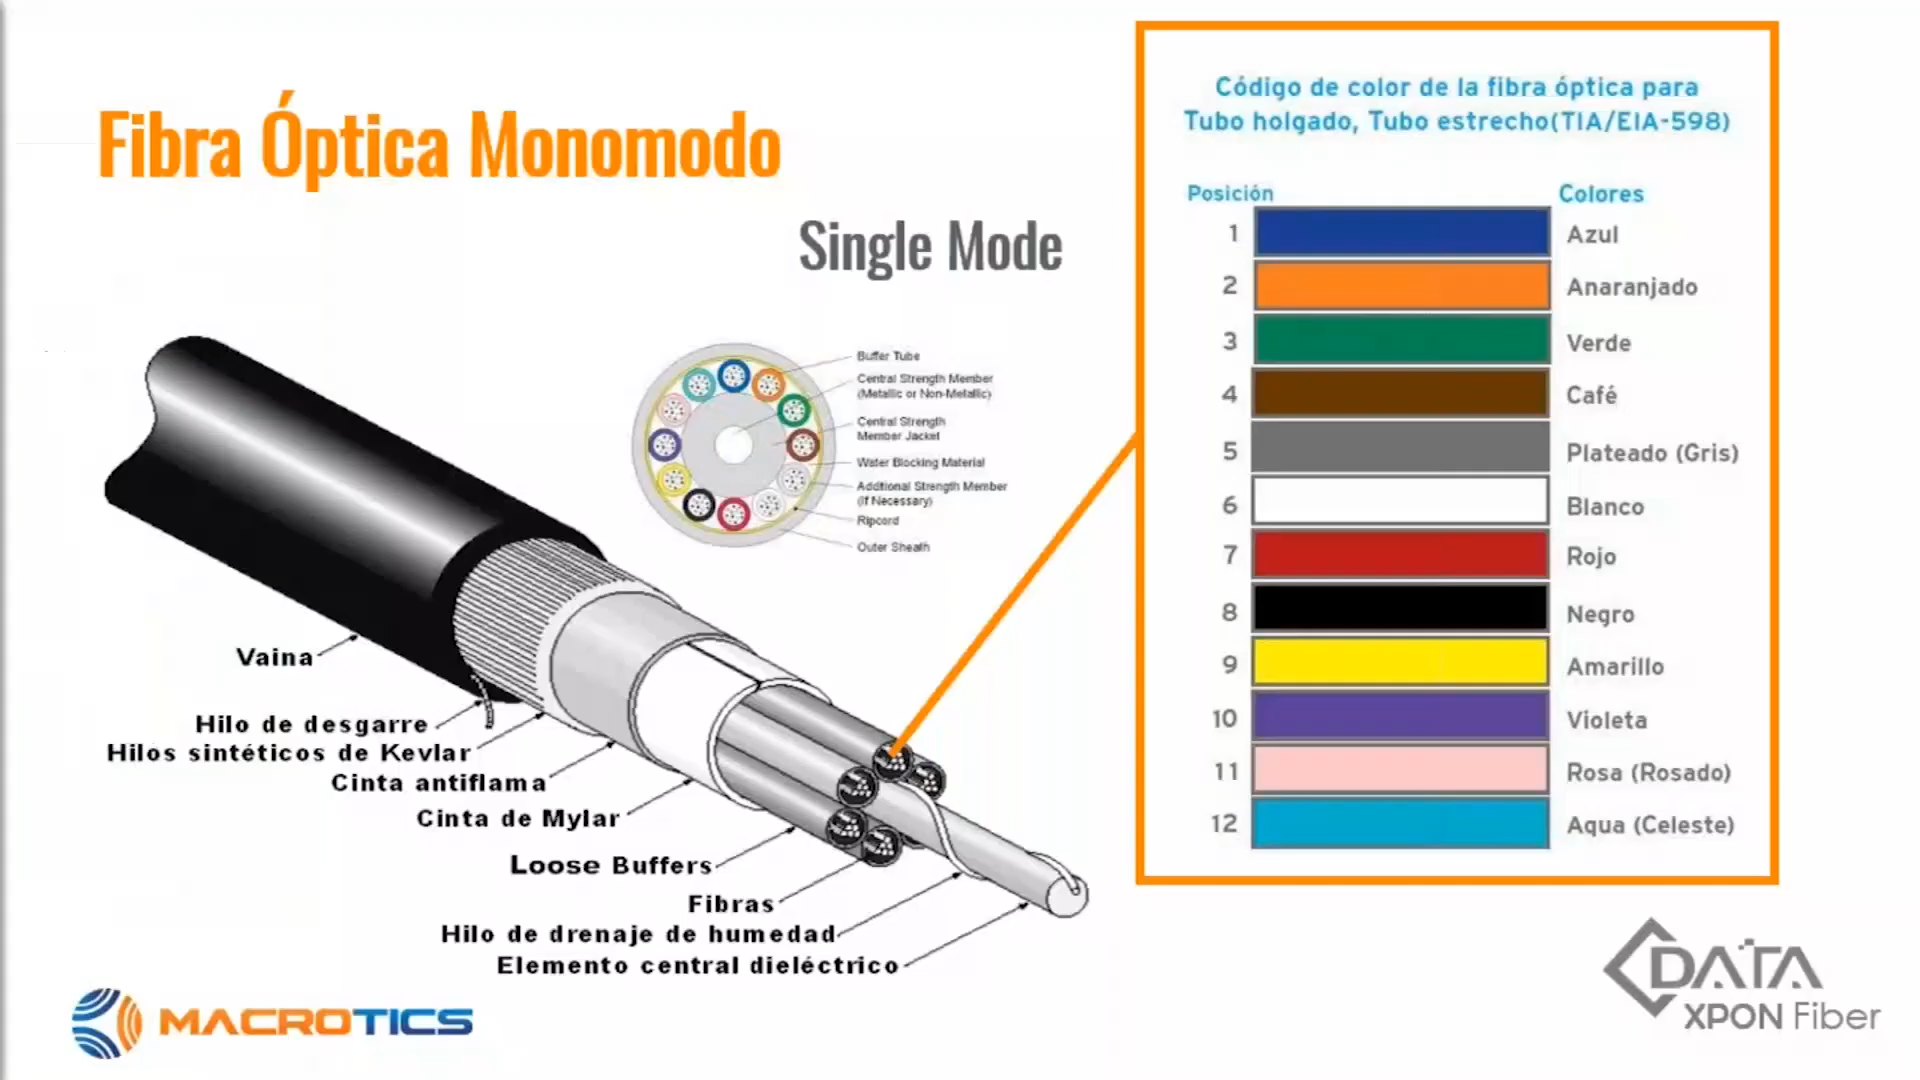 Fibra Óptica Monomodo
Single Mode
Buffer Tube
Central Strength Member
(Metallic or Non-Metallic)
Central Strength
Member Jacket
Water Blocking Material
Additional Strength Member
(If Necessary)
Ripcord
Outer Sheath
Vaina
Hilo de desgarre
Hilos sintéticos de Kevlar
Cinta antiflama
Cinta de Mylar
Loose Buffers
Fibras
Hilo de drenaje de humedad
Elemento central dieléctrico
MACROTICS
Código de color de la fibra óptica para
Tubo holgado, Tubo estrecho(TIA/EIA-598)
Posición Colores
1 Azul
2 Anaranjado
3 Verde
4 Café
5 Plateado (Gris)
6 Blanco
7 Rojo
8 Negro
9 Amarillo
10 Violeta
11 Rosa (Rosado)
12 Aqua (Celeste)
CDATA
XPON Fiber